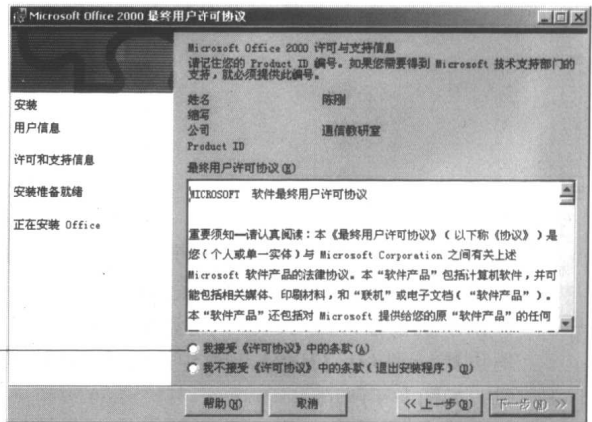 Microsoft Office 2000 最终用户许可协议
Microsoft Office 2000 许可与支持信息
请记住您的 Product ID 编号。如果您需要得到 Microsoft 技术支持部门的
支持，就必须提供此编号。
安装
用户信息
许可和支持信息
安装准备就绪
正在安装 Office
姓名 陈刚
缩写
公司 通信教研室
Product ID
最终用户许可协议(E)
MICROSOFT 软件最终用户许可协议
重要须知—请认真阅读：本《最终用户许可协议》（以下称《协议》）是
您（个人或单一实体）与 Microsoft Corporation 之间有关上述
Microsoft 软件产品的法律协议。本“软件产品”包括计算机软件，并可
能包括相关媒体、印刷材料，和“联机”或电子文档（“软件产品”）。
本“软件产品”还包括对 Microsoft 提供给您的原“软件产品”的任何
我接受《许可协议》中的条款(A)
我不接受《许可协议》中的条款(退出安装程序)(D)
帮助(H)
取消
<< 上一步(B)
下一步(N) >>